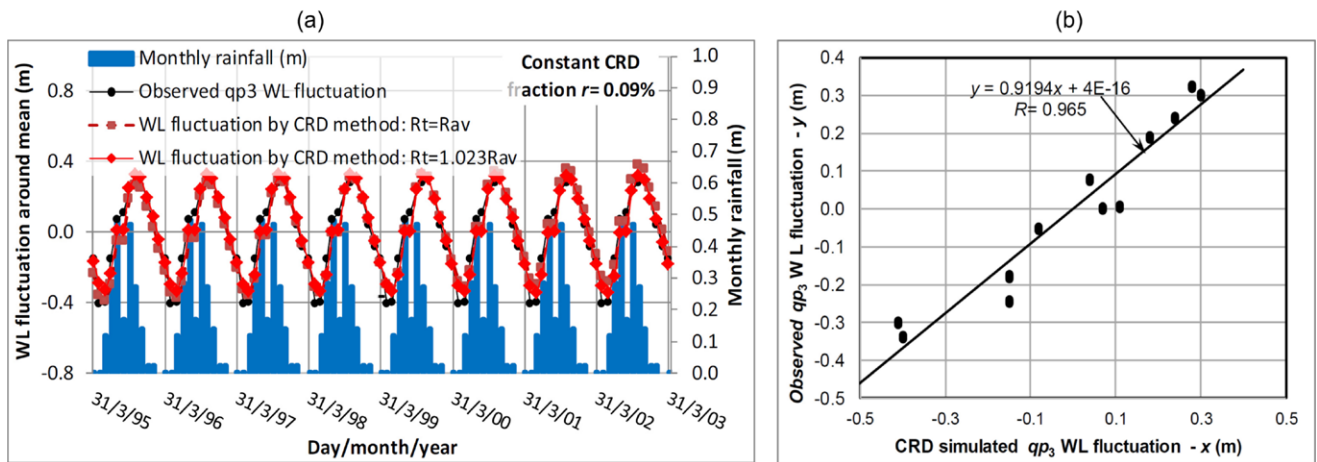 (a)
Monthly rainfall (m)
Observed qp3 WL fluctuation
WL fluctuation by CRD method: Rt=Rav
WL fluctuation by CRD method: Rt=1.023Rav
Constant CRD
fraction r= 0.09%
WL fluctuation around mean (m)
0.8
0.4
0.0
-0.4
-0.8
1.0
0.9
0.8
0.7
0.6
0.5
0.4
0.3
0.2
0.1
0.0
Monthly rainfall (m)
31/3/95
31/3/96
31/3/97
31/3/98
31/3/99
31/3/00
31/3/01
31/3/02
31/3/03
Day/month/year
(b)
y = 0.9194x + 4E-16
R= 0.965
Observed qp3 W L fluctuation - y (m)
0.4
0.3
0.2
0.1
0.0
-0.1
-0.2
-0.3
-0.4
-0.5
-0.5
-0.3
-0.1
0.1
0.3
0.5
CRD simulated qp3 WL fluctuation - x (m)